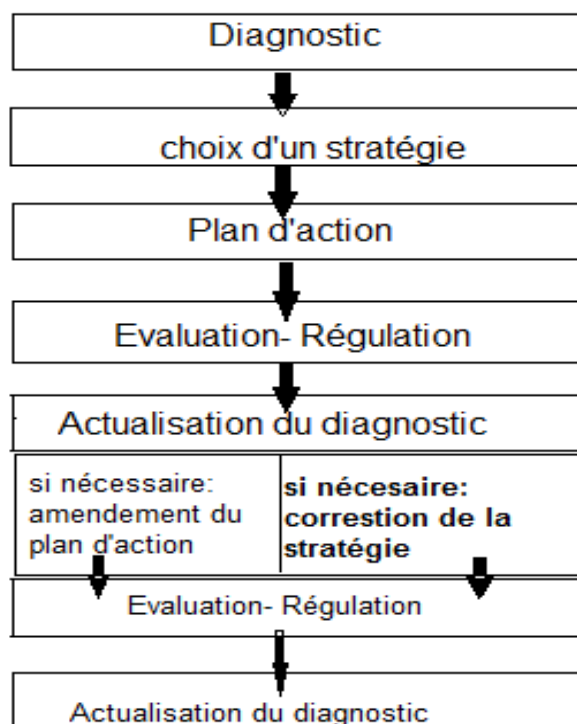 Diagnostic
choix d'un stratégie
Plan d'action
Evaluation- Régulation
Actualisation du diagnostic
si nécessaire:
amendement du
plan d'action
si nécesaire:
correstion de la
stratégie
Evaluation- Régulation
Actualisation du diagnostic